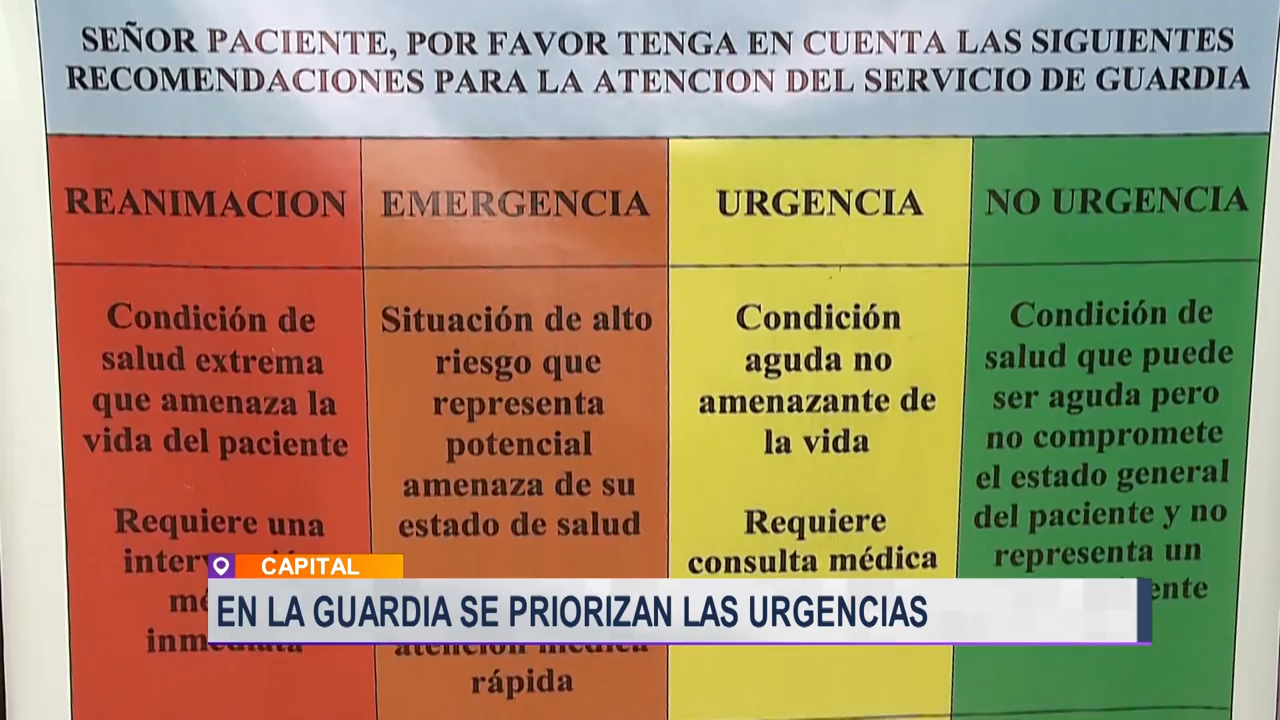 SEÑOR PACIENTE, POR FAVOR TENGA EN CUENTA LAS SIGUIENTES
RECOMENDACIONES PARA LA ATENCION DEL SERVICIO DE GUARDIA
REANIMACION
Condición de
salud extrema
que amenaza la
vida del paciente
Requiere una
EMERGENCIA
Situación de alto
riesgo que
representa
potencial
amenaza de su
estado de salud
atención médica
rápida
URGENCIA
Condición
aguda no
amenazante de
la vida
Requiere
consulta médica
NO URGENCIA
Condición de
salud que puede
ser aguda pero
no compromete
el estado general
del paciente y no
representa un
CAPITAL
EN LA GUARDIA SE PRIORIZAN LAS URGENCIAS